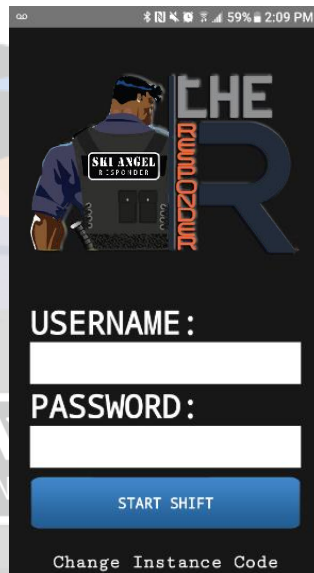 59% 2:09 PM
tHE
RESPONDER
R
SKI ANGEL
RESPONDER
USERNAME:
PASSWORD:
START SHIFT
Change Instance Code